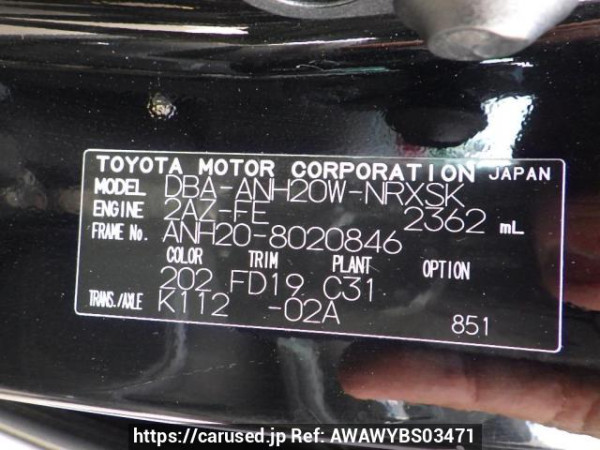 TOYOTA MOTOR CORPORATION JAPAN
MODEL DBA-ANH20W-NRXSK
ENGINE 2AZ-FE 2362 mL
FRAME No. ANH20-8020846
COLOR TRIM PLANT OPTION
202 FD19 C31
TRANS./AXLE K112 -02A
851
https://carused.jp Ref: AWAWYBS03471